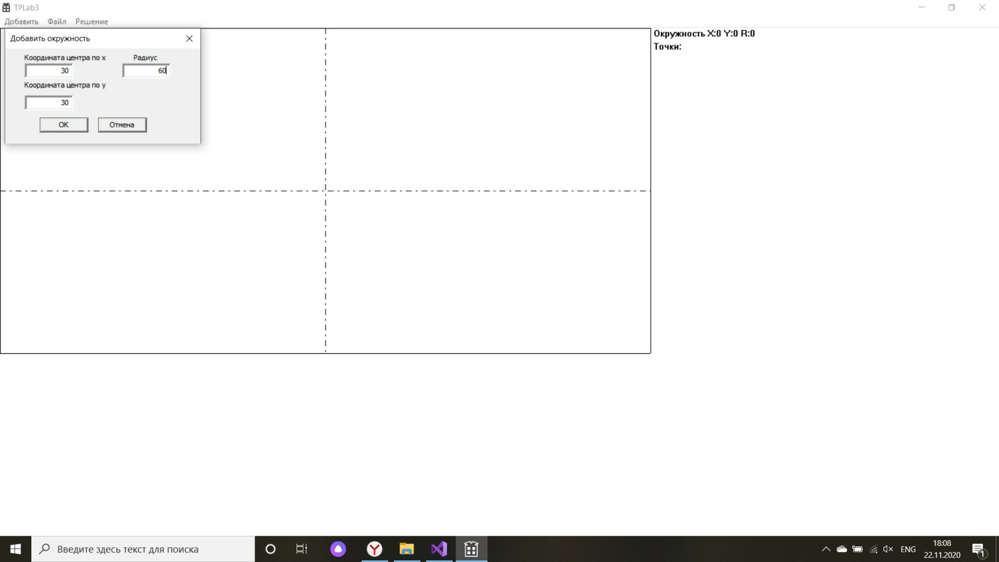 TPLab3
Добавить Файл Решение
Добавить окружность
Окружность X:0 Y:0 R:0
Точки:
Координата центра по x Радиус
30 60
Координата центра по y
30
OK Отмена
Введите здесь текст для поиска
ENG
18:08
22.11.2020
1